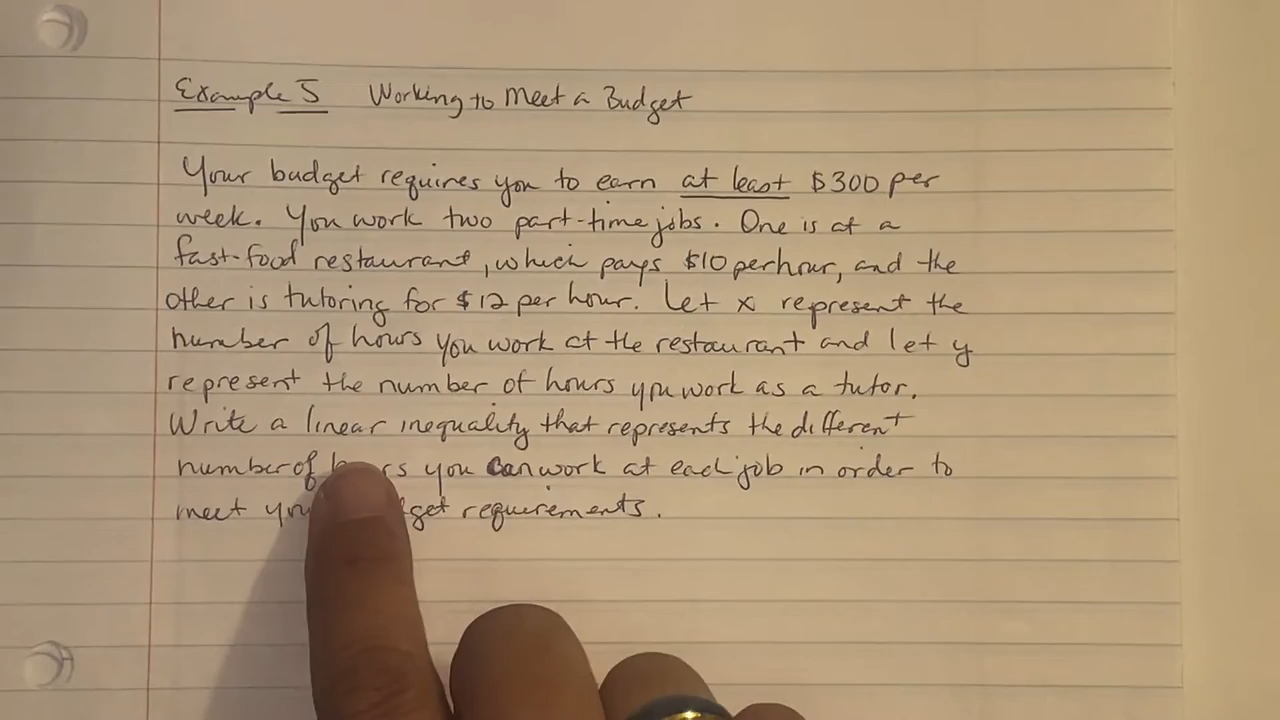 Example 5 Working to Meet a Budget
Your budget requires you to earn at least $300 per
week. You work two part-time jobs. One is at a
fast-food restaurant, which pays $10 per hour, and the
other is tutoring for $12 per hour. Let x represent the
number of hours you work at the restaurant and let y
represent the number of hours you work as a tutor.
Write a linear inequality that represents the different
number of you can work at each job in order to
meet requirements.